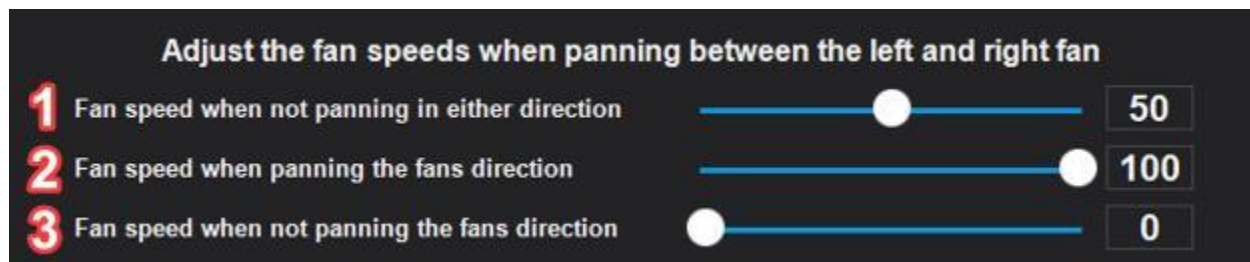 Adjust the fan speeds when panning between the left and right fan
1 Fan speed when not panning in either direction 50
2 Fan speed when panning the fans direction 100
3 Fan speed when not panning the fans direction 0